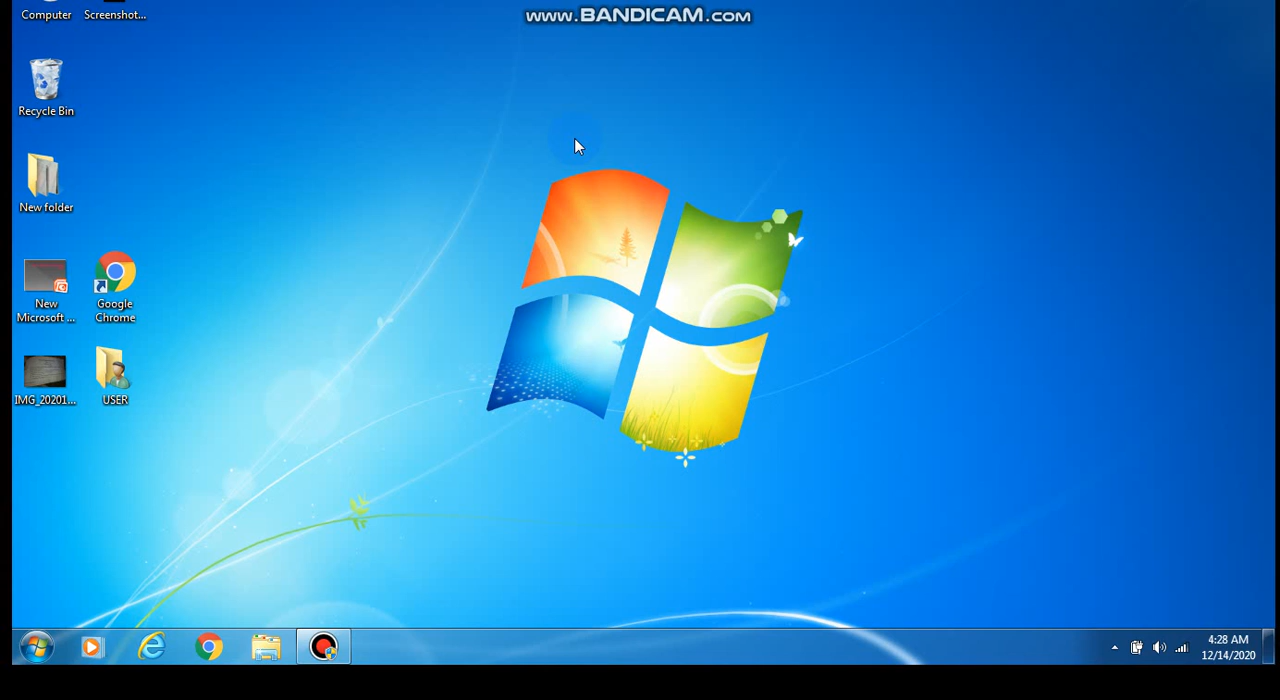 Computer
Screenshot...
www.BANDICAM.com
Recycle Bin
New folder
New
Microsoft ...
Google
Chrome
IMG_20201...
USER
4:28 AM
12/14/2020